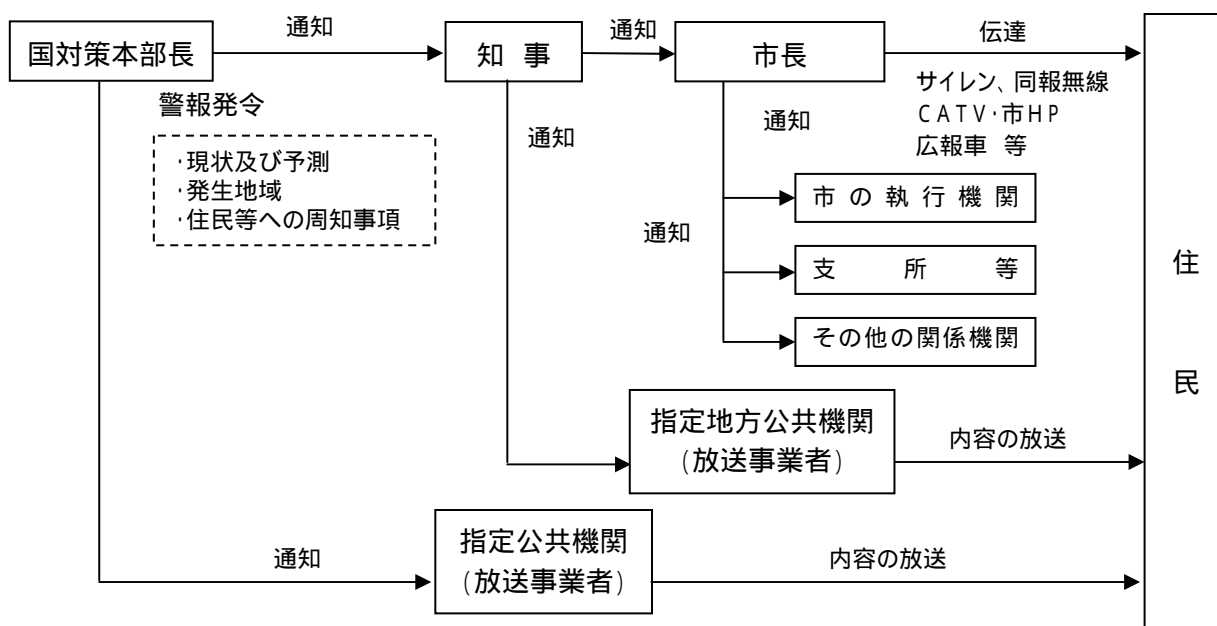 通知
通知
国対策本部長
知 事
市長
伝達
警報発令
サイレン、同報無線
CATV・市HP
広報車 等
通知
通知
・現状及び予測
・発生地域
・住民等への周知事項
市の執行機関
通知
支所等
その他の関係機関
住民
指定地方公共機関
(放送事業者)
内容の放送
指定公共機関
(放送事業者)
通知
内容の放送